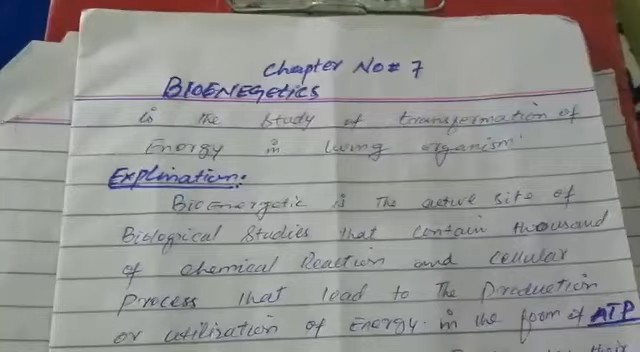 Chapter No# 7
BIOENEGETICS
is the study of transformation of
Energy in living organism'
Explination:
Bioenergetic is The active site of
Biological studies that contain thousand
of chemical Reaction and cellular
process that lead to The production
or utilization of Energy. in the form of ATP